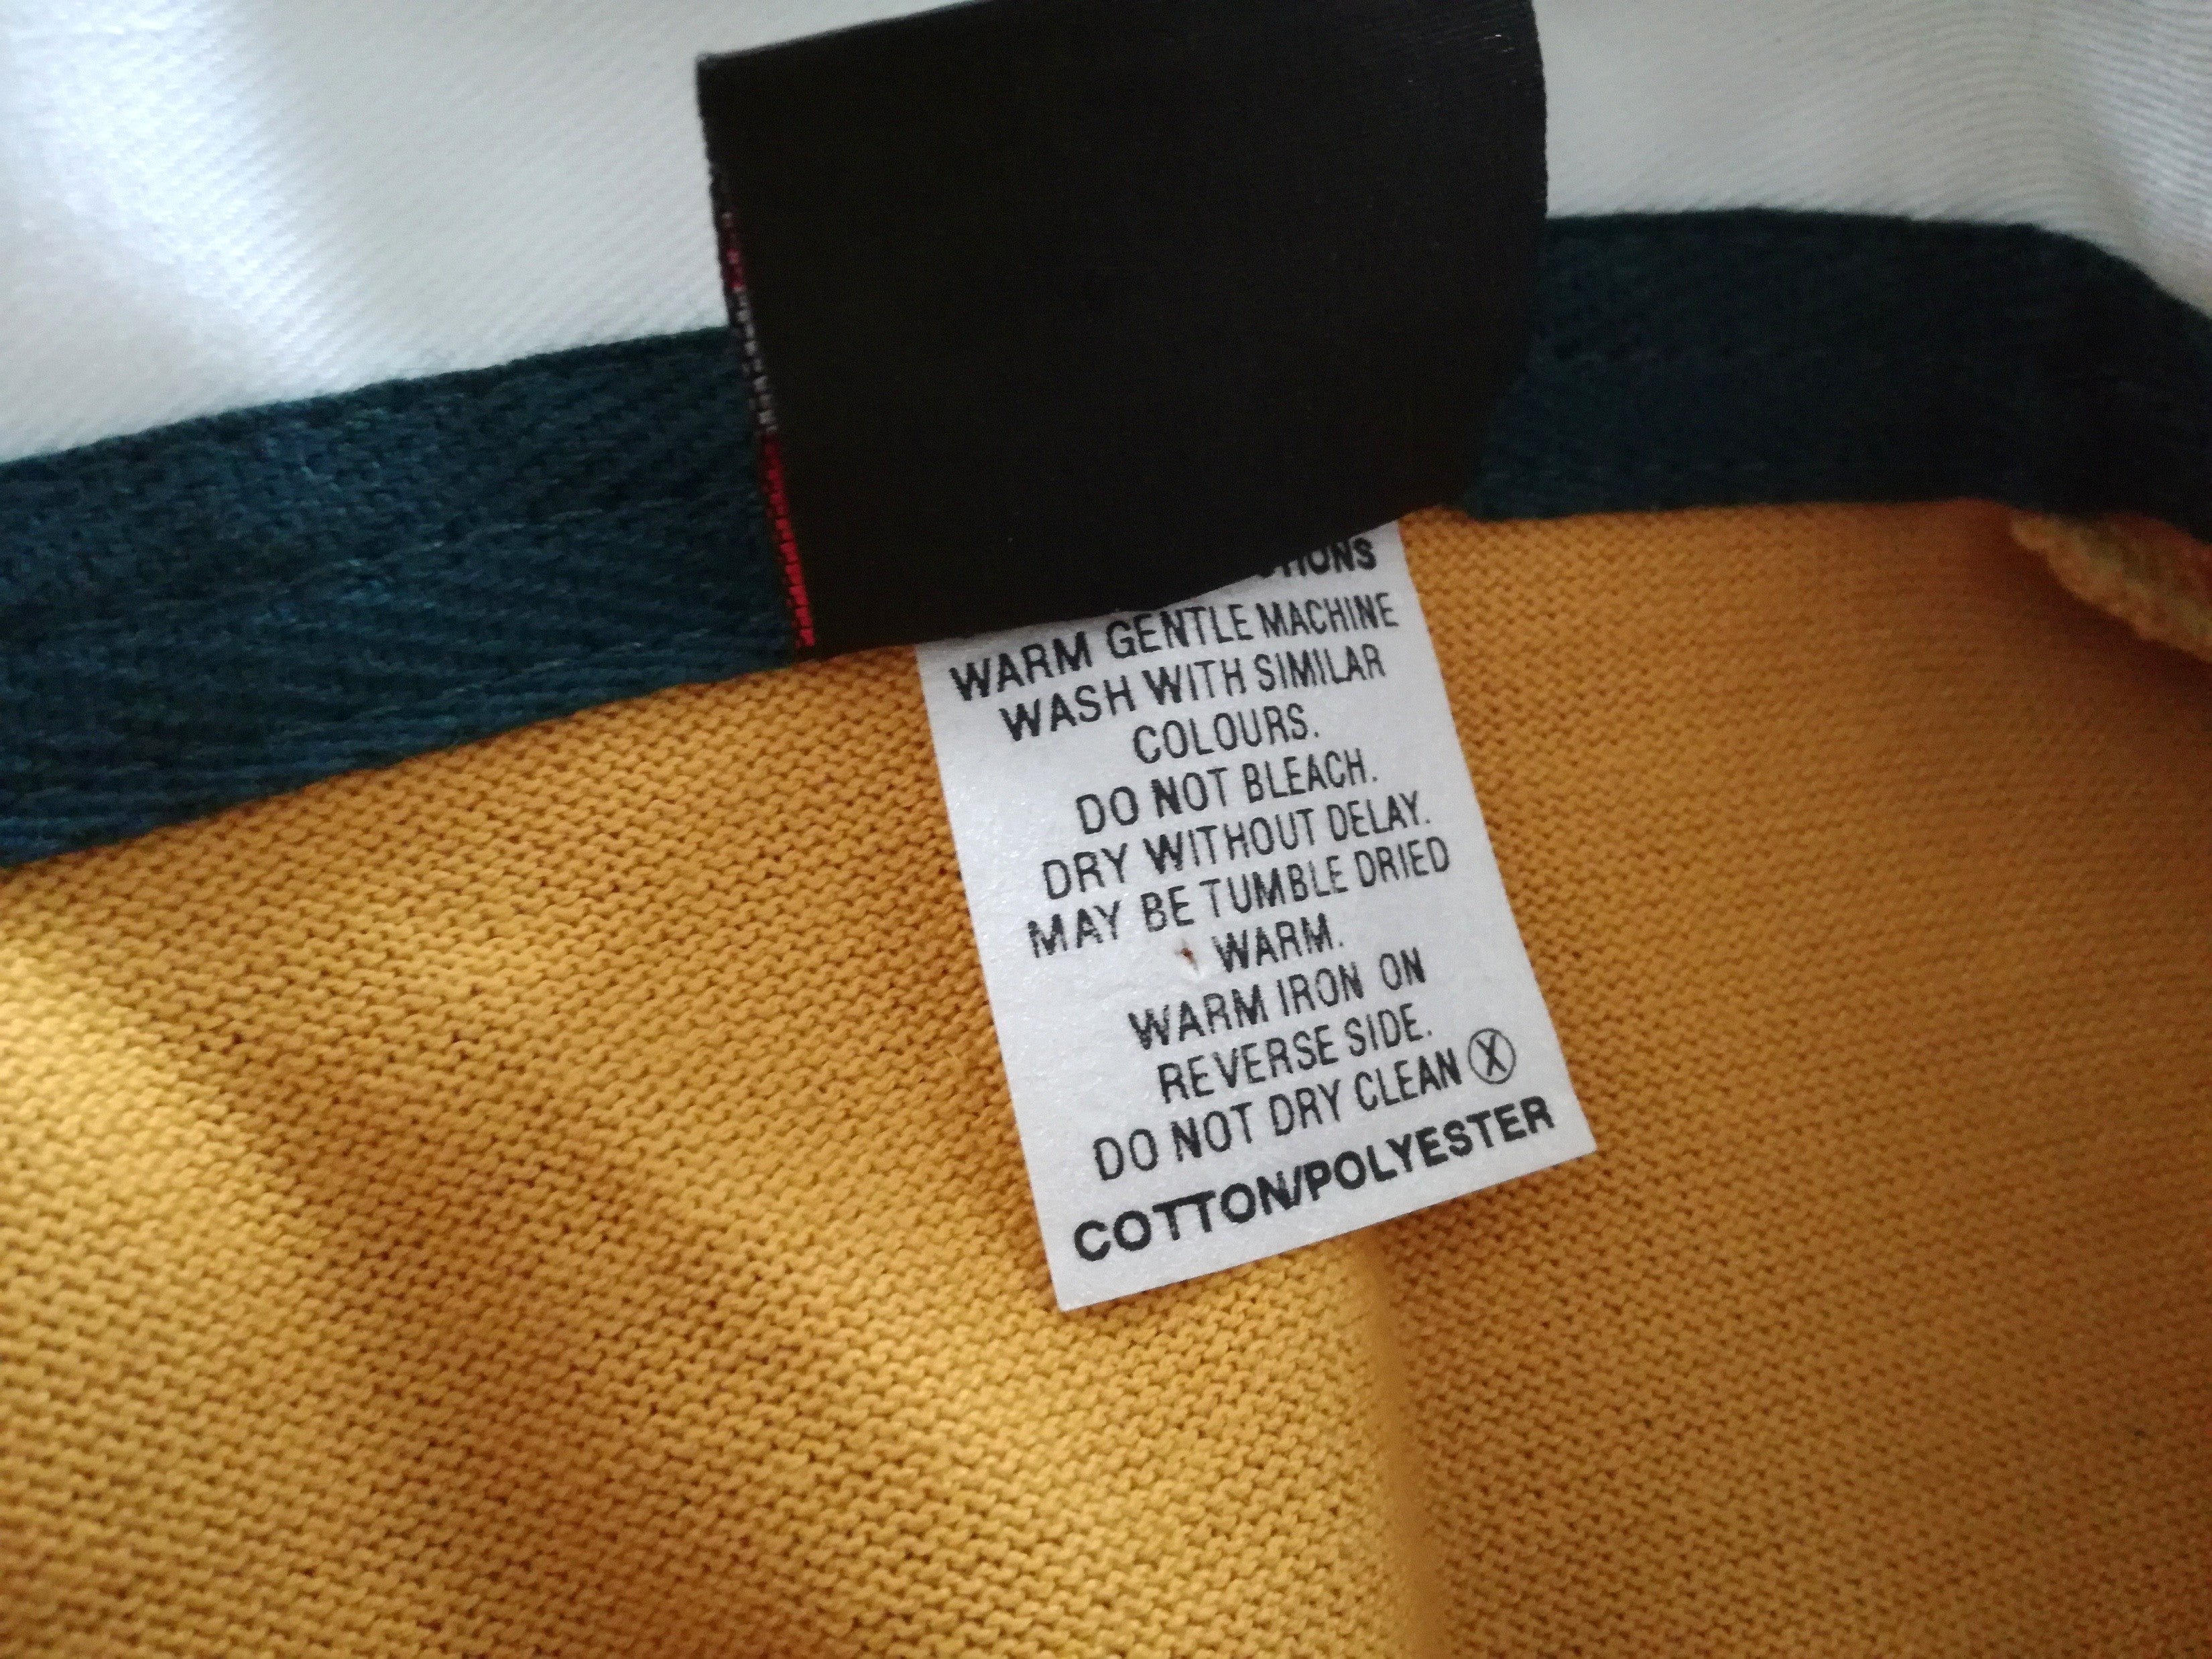 WARM GENTLE MACHINE
WASH WITH SIMILAR
COLOURS.
DO NOT BLEACH.
DRY WITHOUT DELAY.
MAY BE TUMBLE DRIED
WARM.
WARM IRON ON
REVERSE SIDE.
DO NOT DRY CLEAN Ⓧ
COTTON/POLYESTER